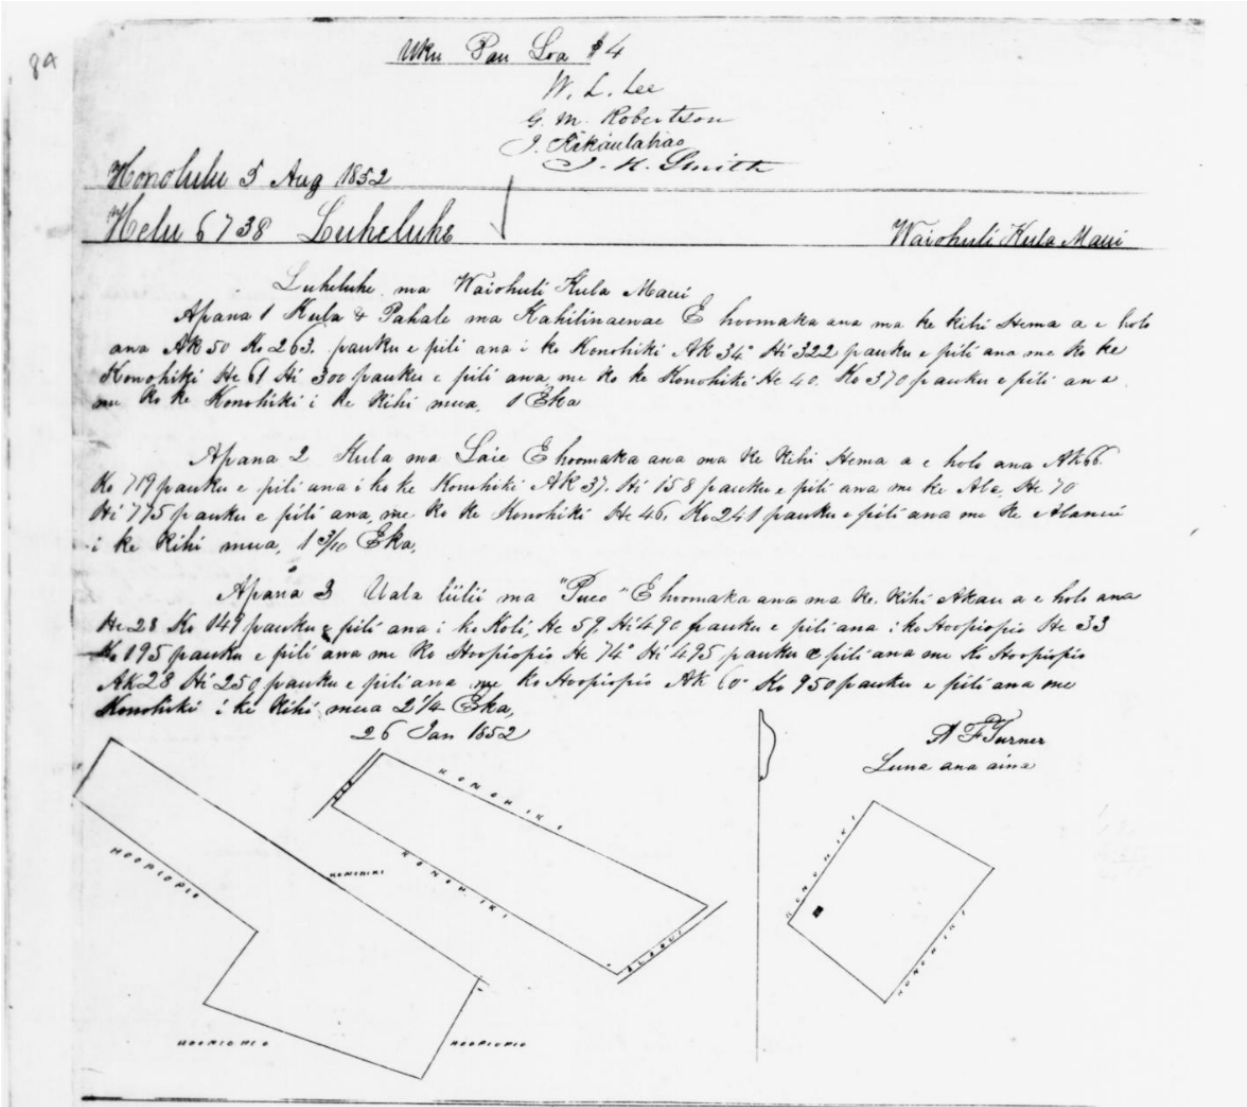 89
Uku Pau Loa $4
W. L. Lee
G. M. Robertson
J. Kekaulahao
J. H. Smith
Honolulu 5 Aug 1852
Helu 6738 Luheluhe Waiohuli Kula Maui
Luheluhe ma Waiohuli Kula Maui
Apana 1 Kula & Pahale ma Kahilinaenae E hoomaka ana ma ke kihi Hema a e holo
ana Ak 50 Ko 263. pauku e pili ana i ko Konohiki Ak 34° Hi 322 pauku e pili ana me ko ke
Konohiki He 61 Hi 300 pauku e pili ana me ko ke Konohiki He 40. Ko 370 pauku e pili ana
me ko ke Konohiki i ke Kihi mua. 1 Eka
Apana 2 Kula ma Laie E hoomaka ana ma ke Kihi Hema a e holo ana Ak 66.
Ko 719 pauku e pili ana i ko ke Konohiki Ak 37. Hi 158 pauku e pili ana me ke Ala, He 70
Hi 775 pauku e pili ana, me ko ke Konohiki He 46. Ko 241 pauku e pili ana me ke Alanui
i ke Kihi mua, 1 3/10 Eka,
Apana 3 Uala liilii ma "Pueo" E hoomaka ana ma ke Kihi Akau a e holo ana
He 28 Ko 149 pauku e pili ana i ko Koli, He 59, Hi 490 pauku e pili ana i ko Hoopiopio He 33
Ko 195 pauku e pili ana me ko Hoopiopio He 74° Hi 495 pauku e pili ana me ko Hoopiopio
Ak 28 Hi 250 pauku e pili ana me ko Hoopiopio Ak 60° Ko 950 pauku e pili ana me
Konohiki i ke Kihi mua 2 1/4 Eka,
26 Jan 1852
A F Turner
Luna ana aina
KONOHIKI
KONOHIKI
ALANUI
HOOPIOPIO
KONOHIKI
HOOPIOPIO
HOOPIOPIO
KONOHIKI
KONOHIKI